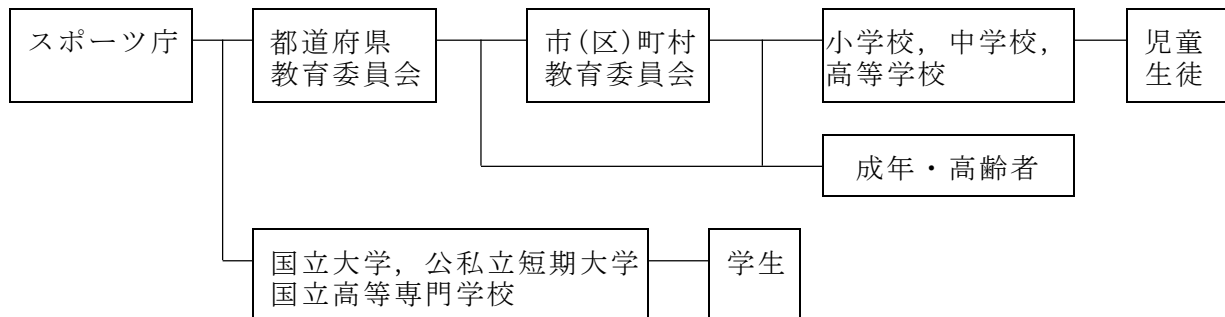 スポーツ庁
都道府県
教育委員会
市(区)町村
教育委員会
小学校，中学校，
高等学校
児童
生徒
成年・高齢者
国立大学，公私立短期大学
国立高等専門学校
学生